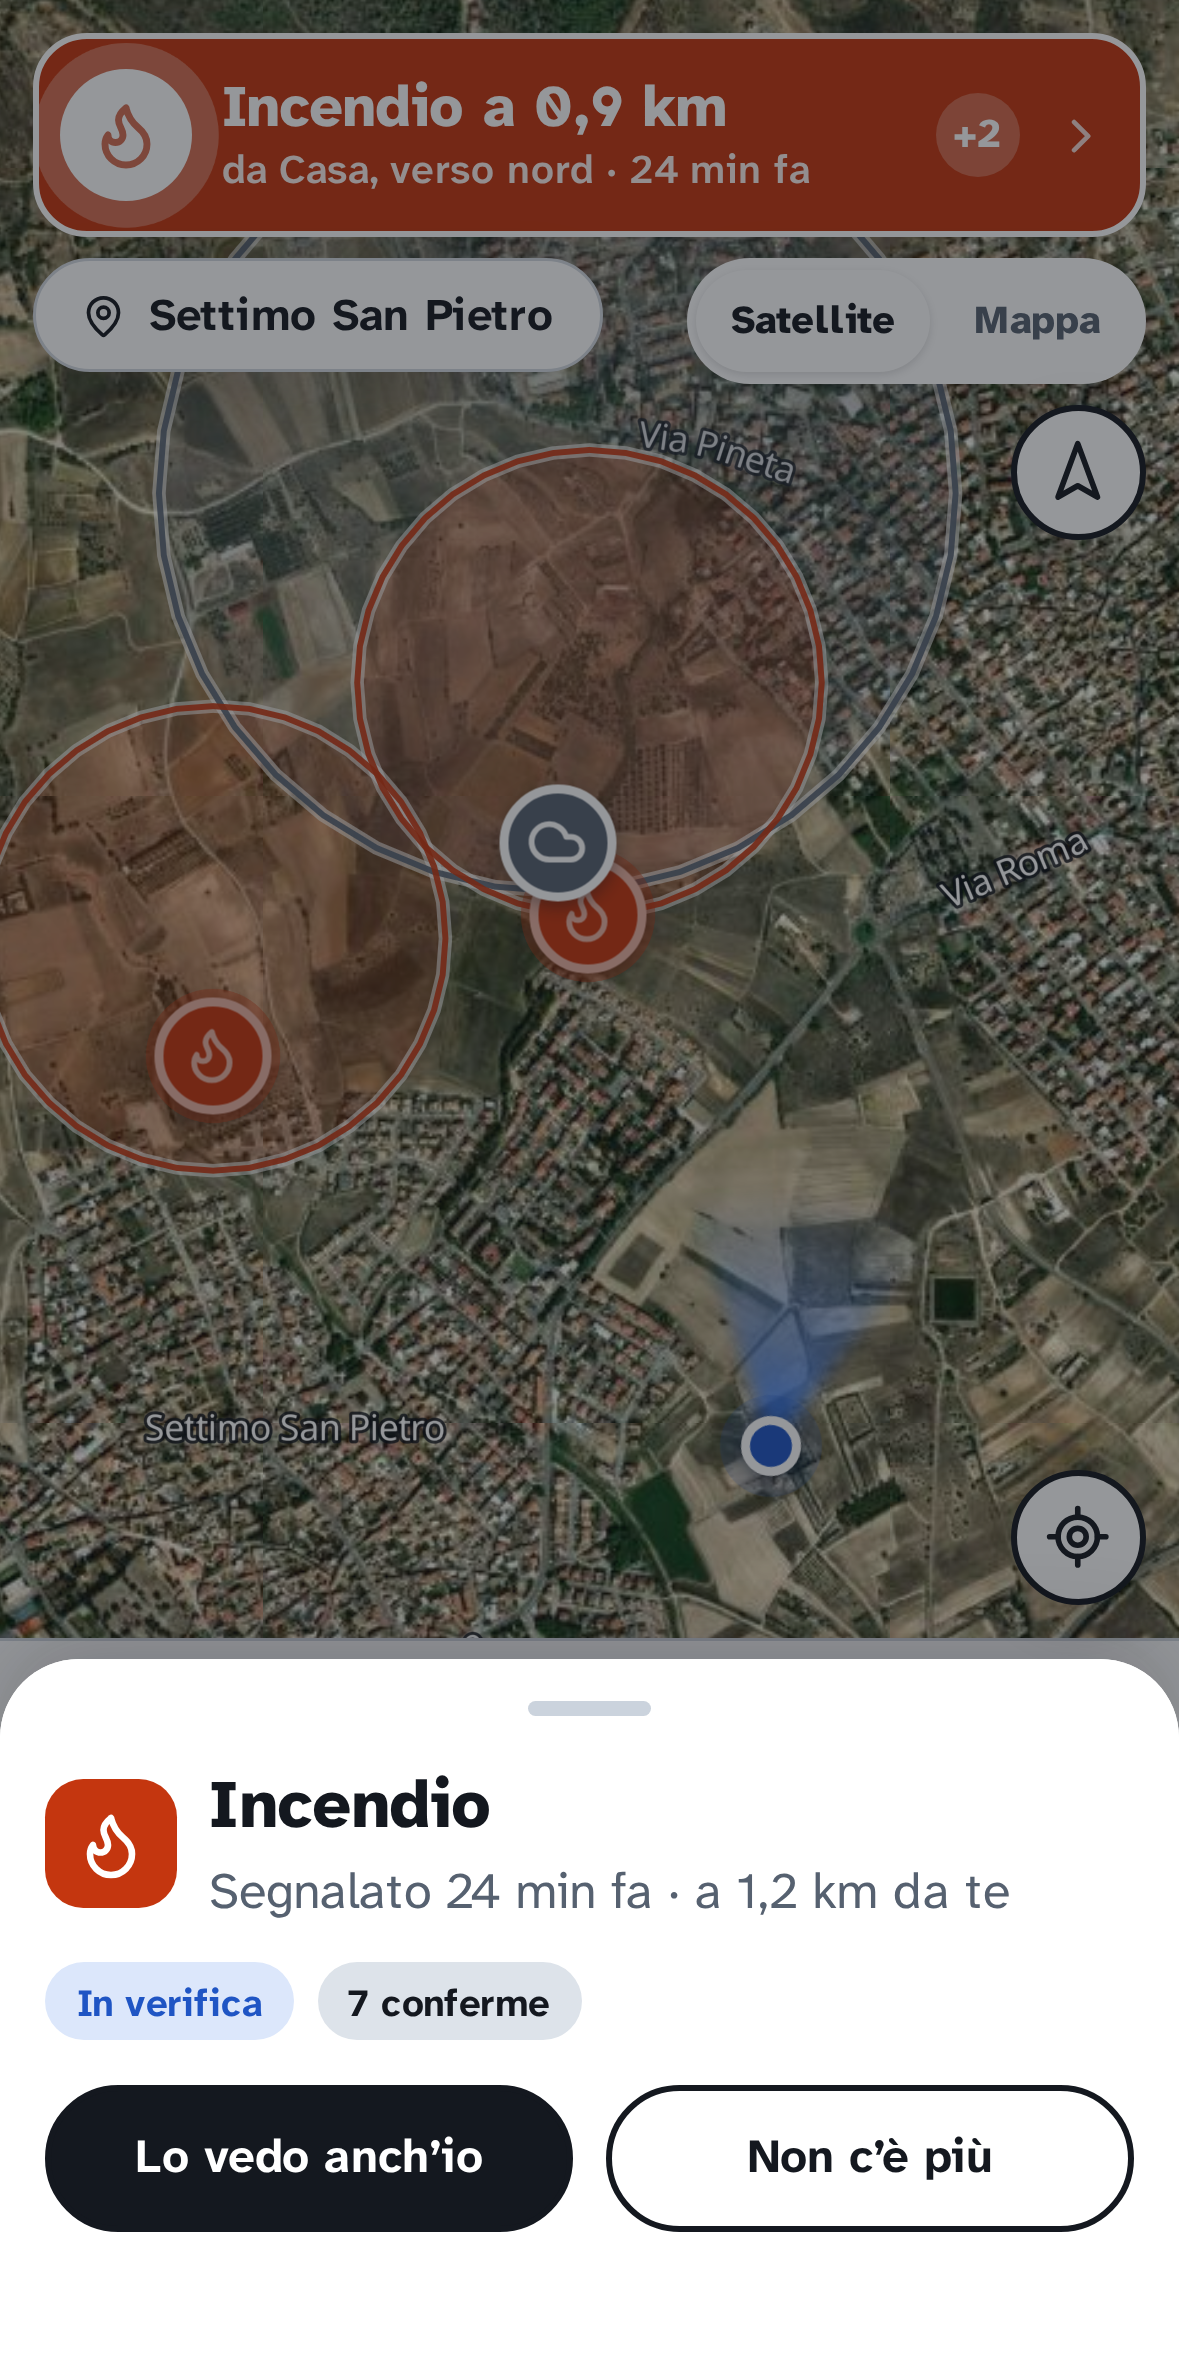 Incendio a 0,9 km
da Casa, verso nord · 24 min fa
+2
Settimo San Pietro
Satellite
Mappa
Via Pineta
Via Roma
Settimo San Pietro
Incendio
Segnalato 24 min fa · a 1,2 km da te
In verifica
7 conferme
Lo vedo anch’io
Non c’è più